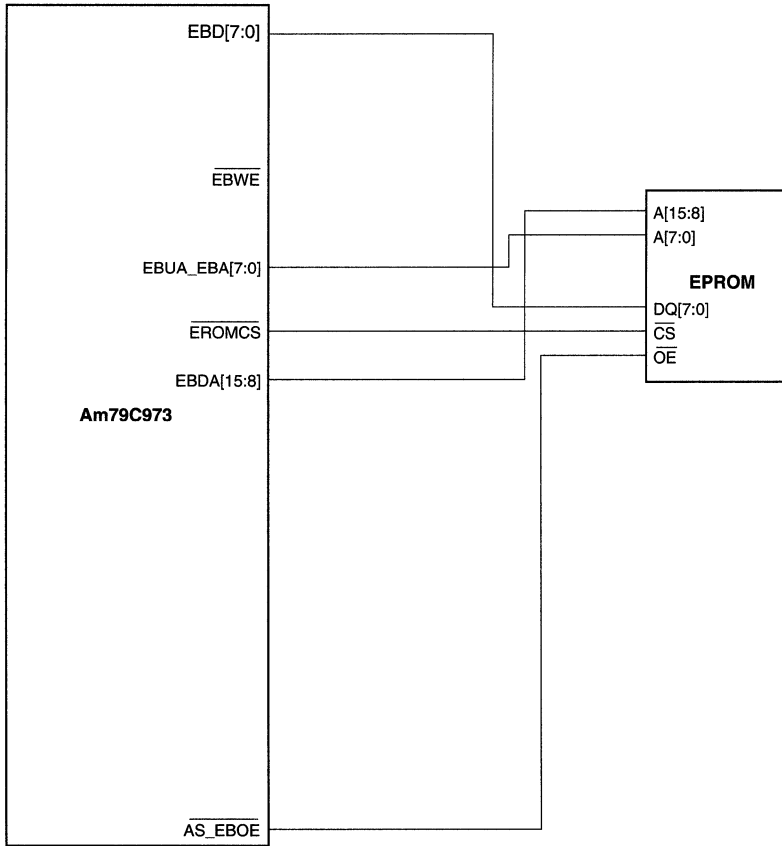 EBD[7:0]
EBWE
EBUA_EBA[7:0]
EROMCS
EBDA[15:8]
Am79C973
AS_EBOE
A[15:8]
A[7:0]
EPROM
DQ[7:0]
CS
OE